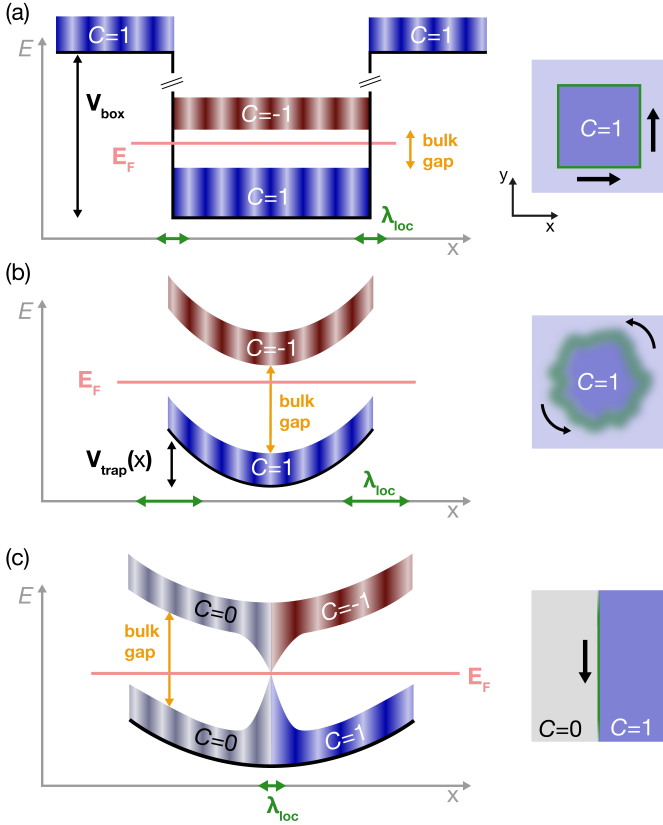 (a)
E
C=1
C=1
V_box
C=-1
E_F
bulk
gap
C=1
λ_loc
x
C=1
y
x
(b)
E
C=-1
E_F
bulk
gap
V_trap(x)
C=1
λ_loc
x
C=1
(c)
E
C=0
C=-1
bulk
gap
E_F
C=0
C=1
x
λ_loc
C=0
C=1